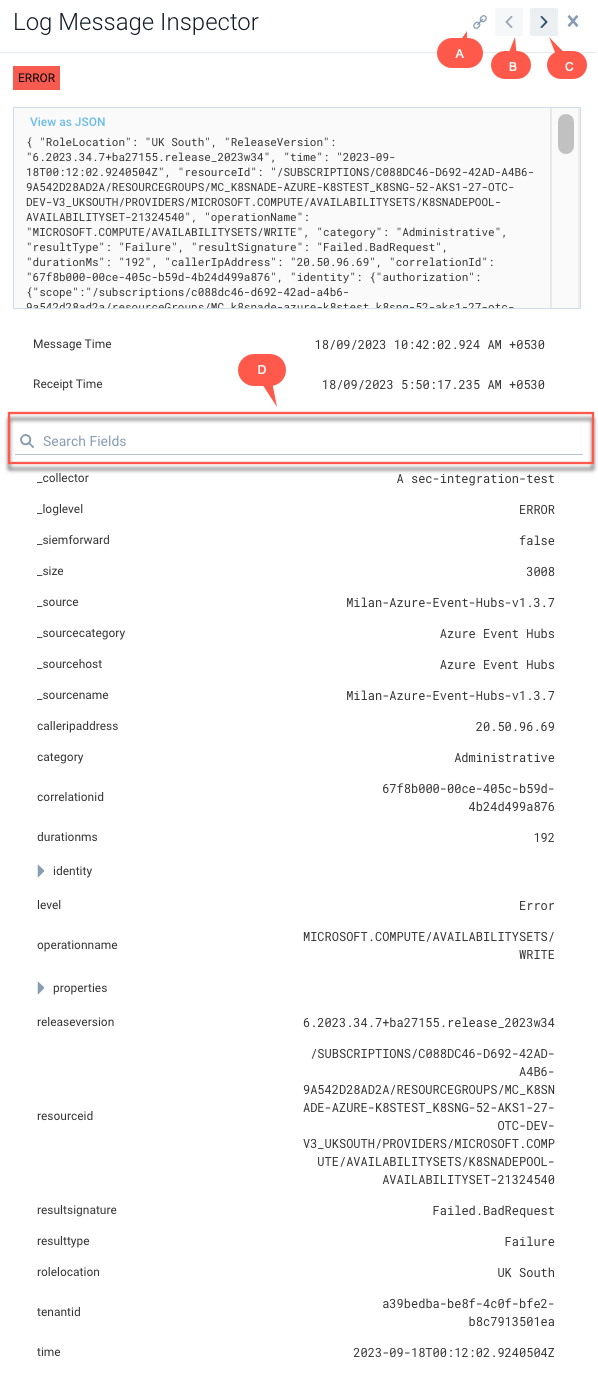 Log Message Inspector
A
B
C
ERROR
View as JSON
{ "RoleLocation": "UK South", "ReleaseVersion":
"6.2023.34.7+ba27155.release_2023w34", "time": "2023-09-
18T00:12:02.9240504Z", "resourceId": "/SUBSCRIPTIONS/C088DC46-D692-42AD-A4B6-
9A542D28AD2A/RESOURCEGROUPS/MC_K8SNADE-AZURE-K8STEST_K8SNG-52-AKS1-27-OTC-
DEV-V3_UKSOUTH/PROVIDERS/MICROSOFT.COMPUTE/AVAILABILITYSETS/K8SNADEPOOL-
AVAILABILITYSET-21324540", "operationName":
"MICROSOFT.COMPUTE/AVAILABILITYSETS/WRITE", "category": "Administrative",
"resultType": "Failure", "resultSignature": "Failed.BadRequest",
"durationMs": "192", "callerIpAddress": "20.50.96.69", "correlationId":
"67f8b000-00ce-405c-b59d-4b24d499a876", "identity": {"authorization":
{"scope":"/subscriptions/c088dc46-d692-42ad-a4b6-
9a542d28ad2a/resourceGroups/MC_k8snade-azure-k8stest_k8sng-52-aks1-27-otc-
Message Time 18/09/2023 10:42:02.924 AM +0530
Receipt Time 18/09/2023 5:50:17.235 AM +0530
D
Search Fields
_collector A sec-integration-test
_loglevel ERROR
_siemforward false
_size 3008
_source Milan-Azure-Event-Hubs-v1.3.7
_sourcecategory Azure Event Hubs
_sourcehost Azure Event Hubs
_sourcename Milan-Azure-Event-Hubs-v1.3.7
calleripaddress 20.50.96.69
category Administrative
correlationid 67f8b000-00ce-405c-b59d-
4b24d499a876
durationms 192
identity
level Error
operationname MICROSOFT.COMPUTE/AVAILABILITYSETS/
WRITE
properties
releaseversion 6.2023.34.7+ba27155.release_2023w34
resourceid /SUBSCRIPTIONS/C088DC46-D692-42AD-
A4B6-
9A542D28AD2A/RESOURCEGROUPS/MC_K8SN
ADE-AZURE-K8STEST_K8SNG-52-AKS1-27-
OTC-DEV-
V3_UKSOUTH/PROVIDERS/MICROSOFT.COMP
UTE/AVAILABILITYSETS/K8SNADEPOOL-
AVAILABILITYSET-21324540
resultsignature Failed.BadRequest
resulttype Failure
rolelocation UK South
tenantid a39bedba-be8f-4c0f-bfe2-
b8c7913501ea
time 2023-09-18T00:12:02.9240504Z